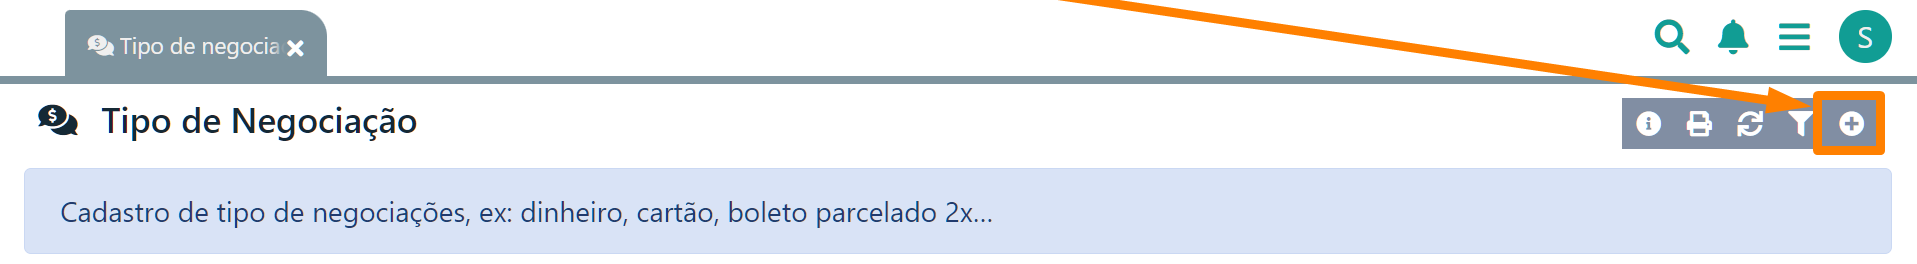 Tipo de negocia
S
Tipo de Negociação
Cadastro de tipo de negociações, ex: dinheiro, cartão, boleto parcelado 2x...